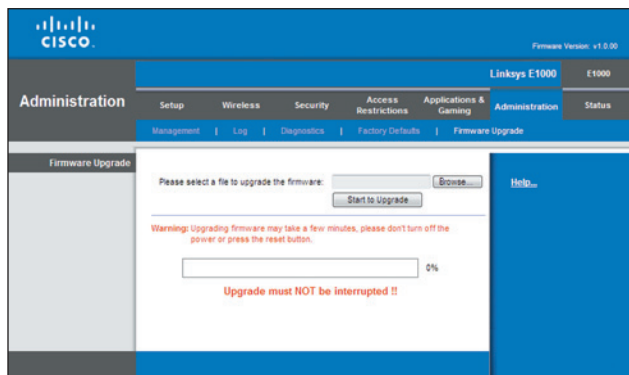 CISCO.
Firmware Version: v1.0.00
Linksys E1000 E1000
Administration
Setup Wireless Security Access Restrictions Applications & Gaming Administration Status
Management | Log | Diagnostics | Factory Defaults | Firmware Upgrade
Firmware Upgrade
Please select a file to upgrade the firmware: Browse...
Start to Upgrade
Help...
Warning: Upgrading firmware may take a few minutes, please don't turn off the
power or press the reset button.
0%
Upgrade must NOT be interrupted !!